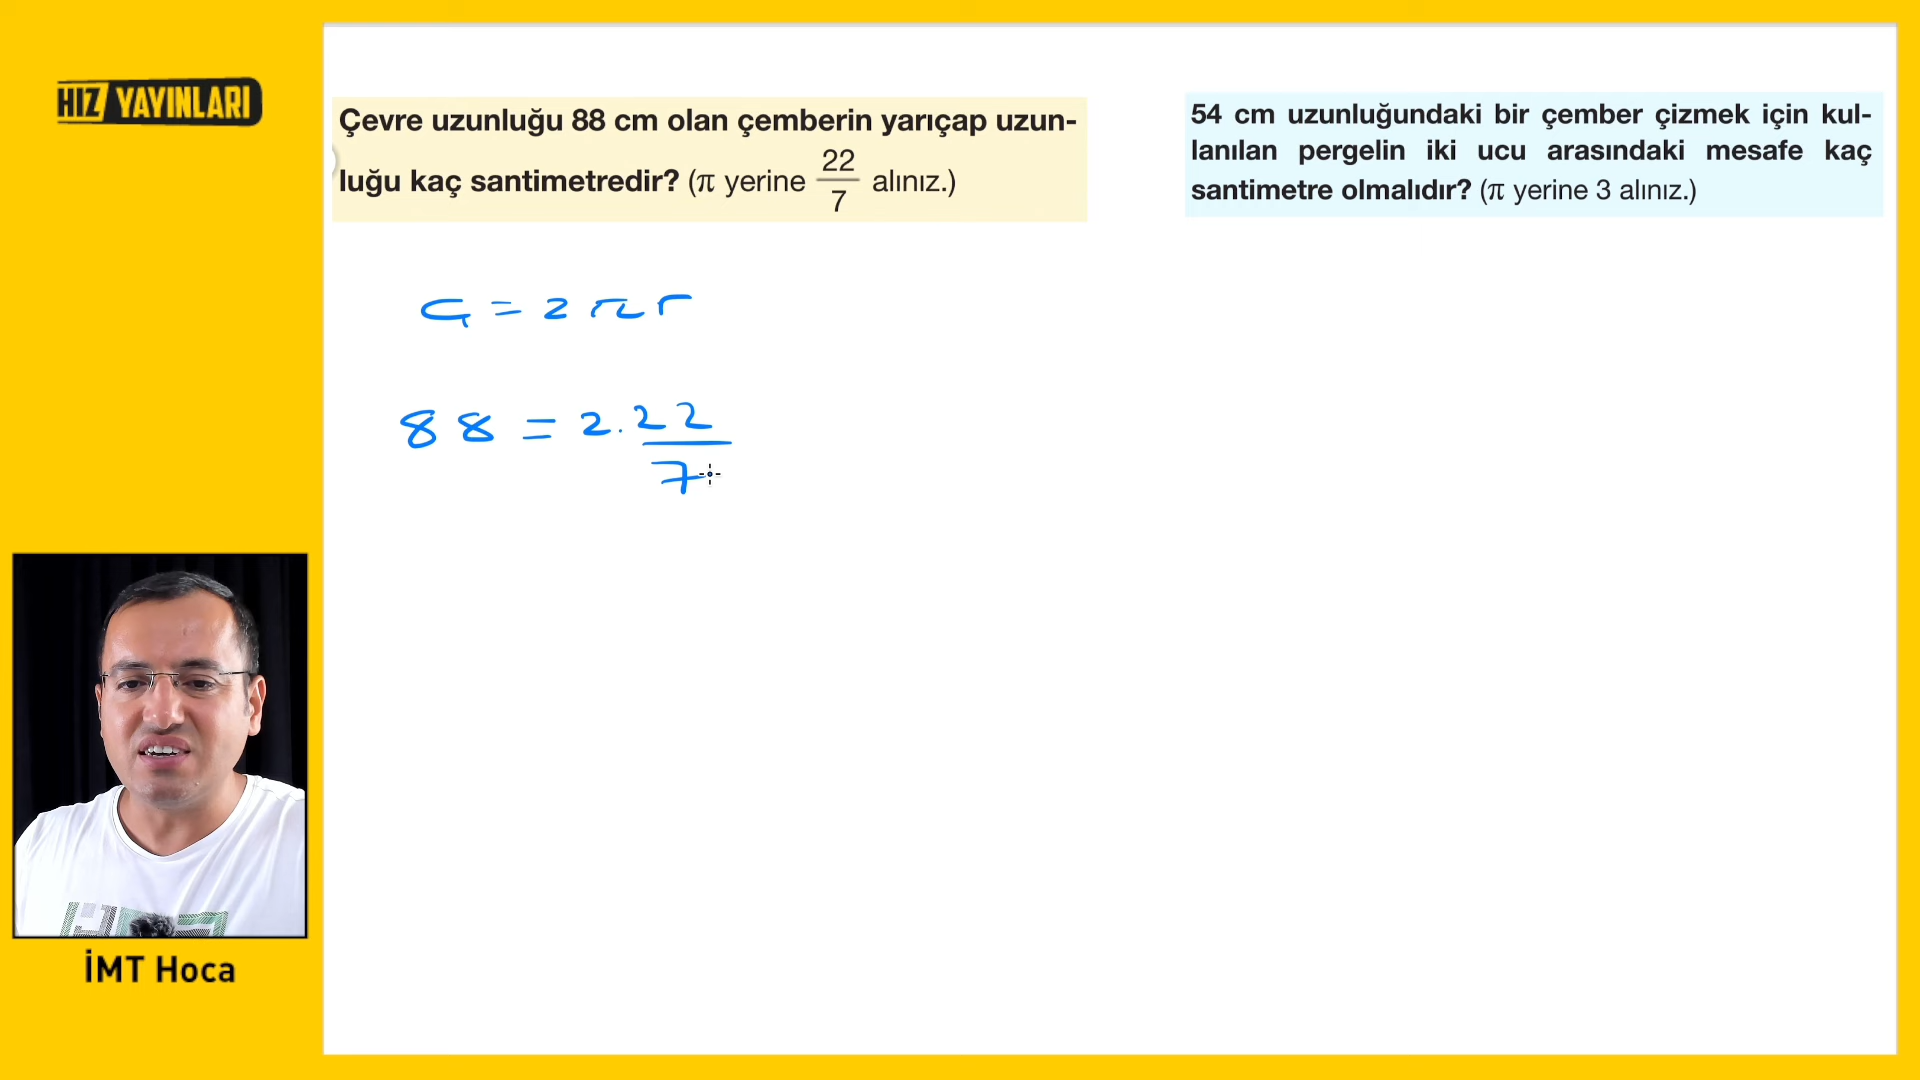 HIZ YAYINLARI
Çevre uzunluğu 88 cm olan çemberin yarıçap uzun-
luğu kaç santimetredir? (π yerine 22/7 alınız.)
Ç = 2 π r
88 = 2 . 22/7
54 cm uzunluğundaki bir çember çizmek için kul-
lanılan pergelin iki ucu arasındaki mesafe kaç
santimetre olmalıdır? (π yerine 3 alınız.)
İMT Hoca